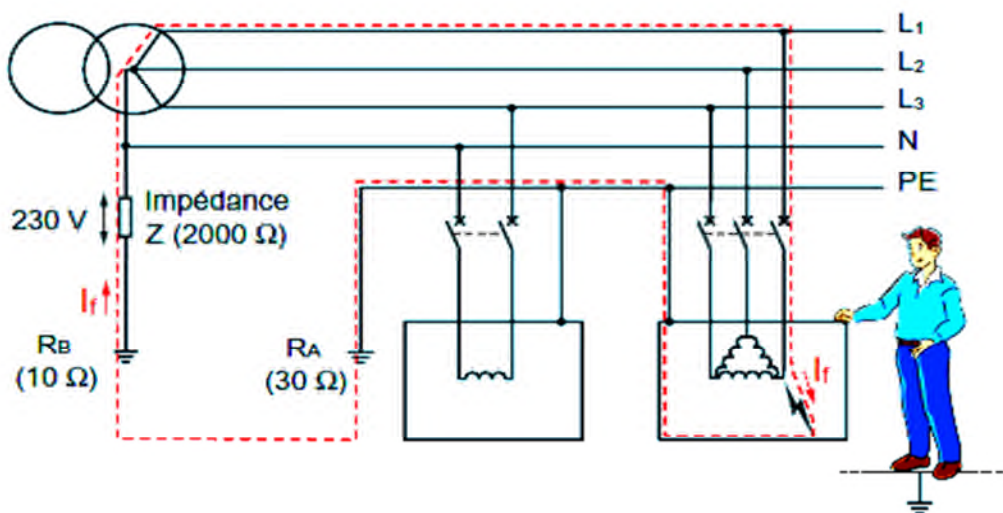 L1
L2
L3
N
PE
230 V
Impédance
Z (2000 Ω)
If
RB
(10 Ω)
RA
(30 Ω)
If